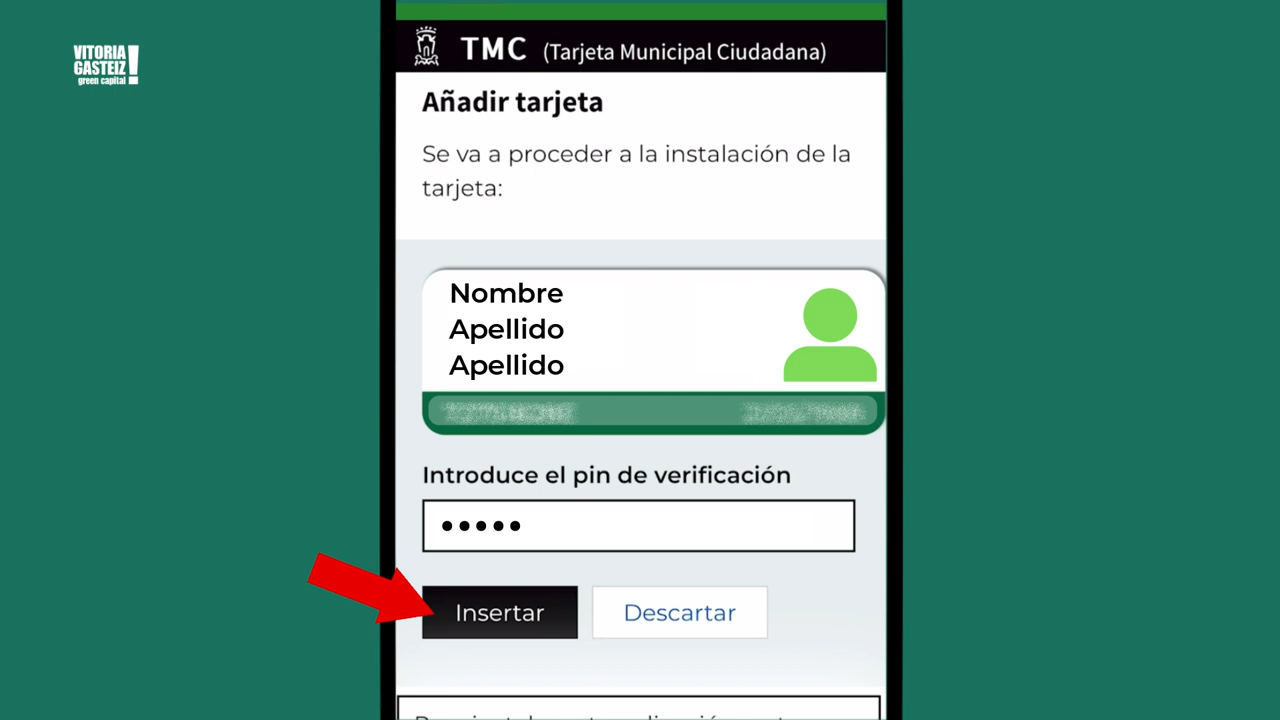 VITORIA
GASTEIZ
green capital
TMC (Tarjeta Municipal Ciudadana)
Añadir tarjeta
Se va a proceder a la instalación de la
tarjeta:
Nombre
Apellido
Apellido
Introduce el pin de verificación
•••••
Insertar
Descartar